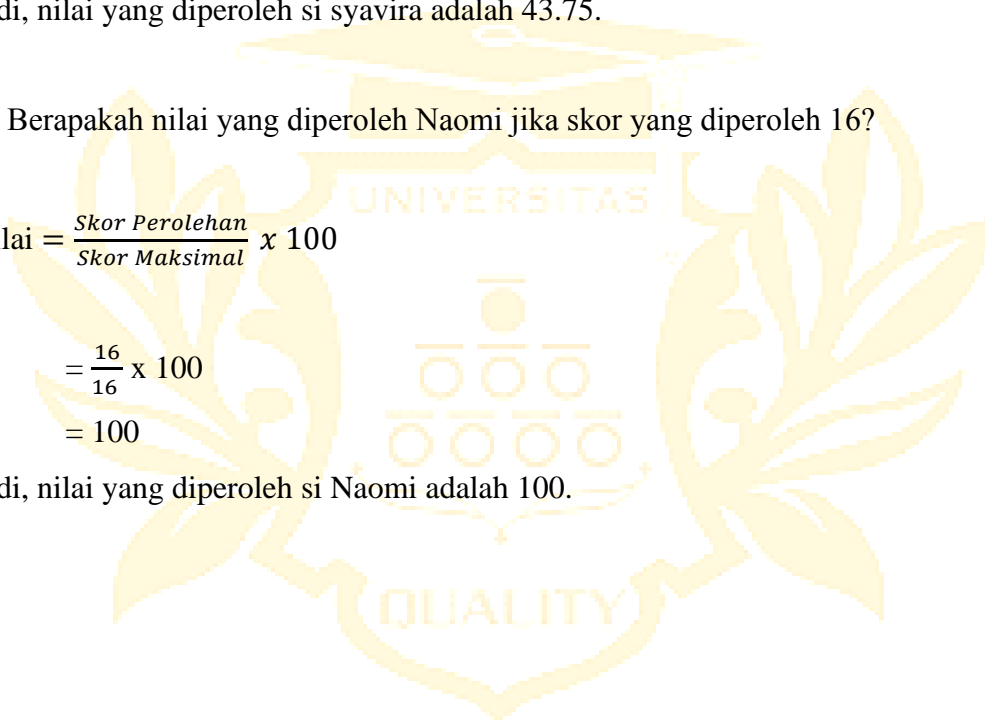 di, nilai yang diperoleh si syavira adalah 43.75.
Berapakah nilai yang diperoleh Naomi jika skor yang diperoleh 16?
UNIVERSITAS
lai = Skor Perolehan / Skor Maksimal x 100
= 16/16 x 100
= 100
di, nilai yang diperoleh si Naomi adalah 100.
QUALITY